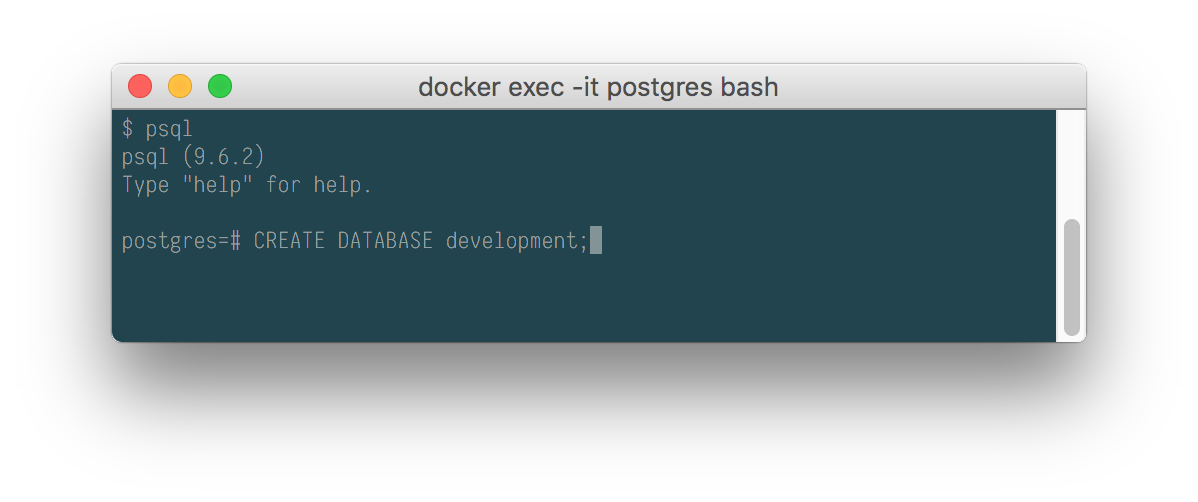 docker exec -it postgres bash
$ psql
psql (9.6.2)
Type "help" for help.
postgres=# CREATE DATABASE development;